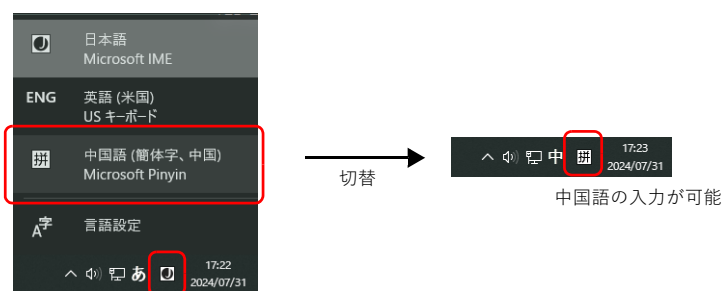 日本語
Microsoft IME
ENG
英語 (米国)
US キーボード
拼
中国語 (簡体字、中国)
Microsoft Pinyin
A字
言語設定
あ
17:22
2024/07/31
切替
中
拼
17:23
2024/07/31
中国語の入力が可能